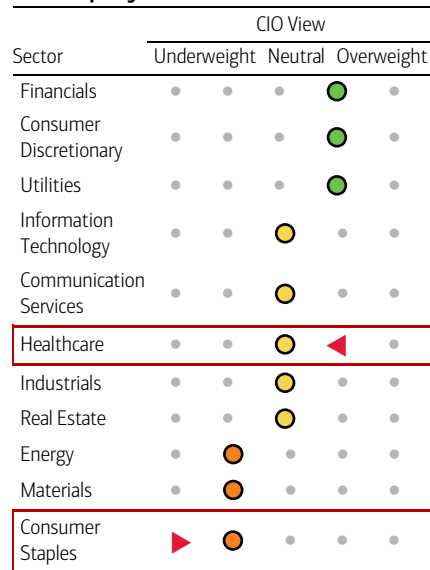 CIO View
Sector Underweight Neutral Overweight
Financials
Consumer
Discretionary
Utilities
Information
Technology
Communication
Services
Healthcare
Industrials
Real Estate
Energy
Materials
Consumer
Staples